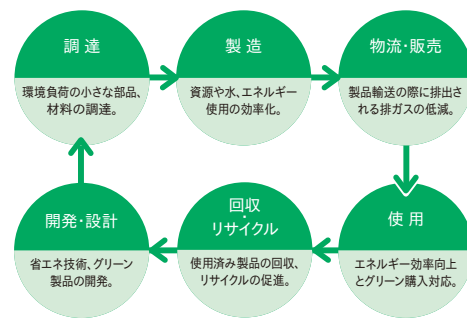 調達
環境負荷の小さな部品、
材料の調達。
製造
資源や水、エネルギー
使用の効率化。
物流・販売
製品輸送の際に排出さ
れる排ガスの低減。
使用
エネルギー効率向上
とグリーン購入対応。
回収・
リサイクル
使用済み製品の回収、
リサイクルの促進。
開発・設計
省エネ技術、グリーン
製品の開発。